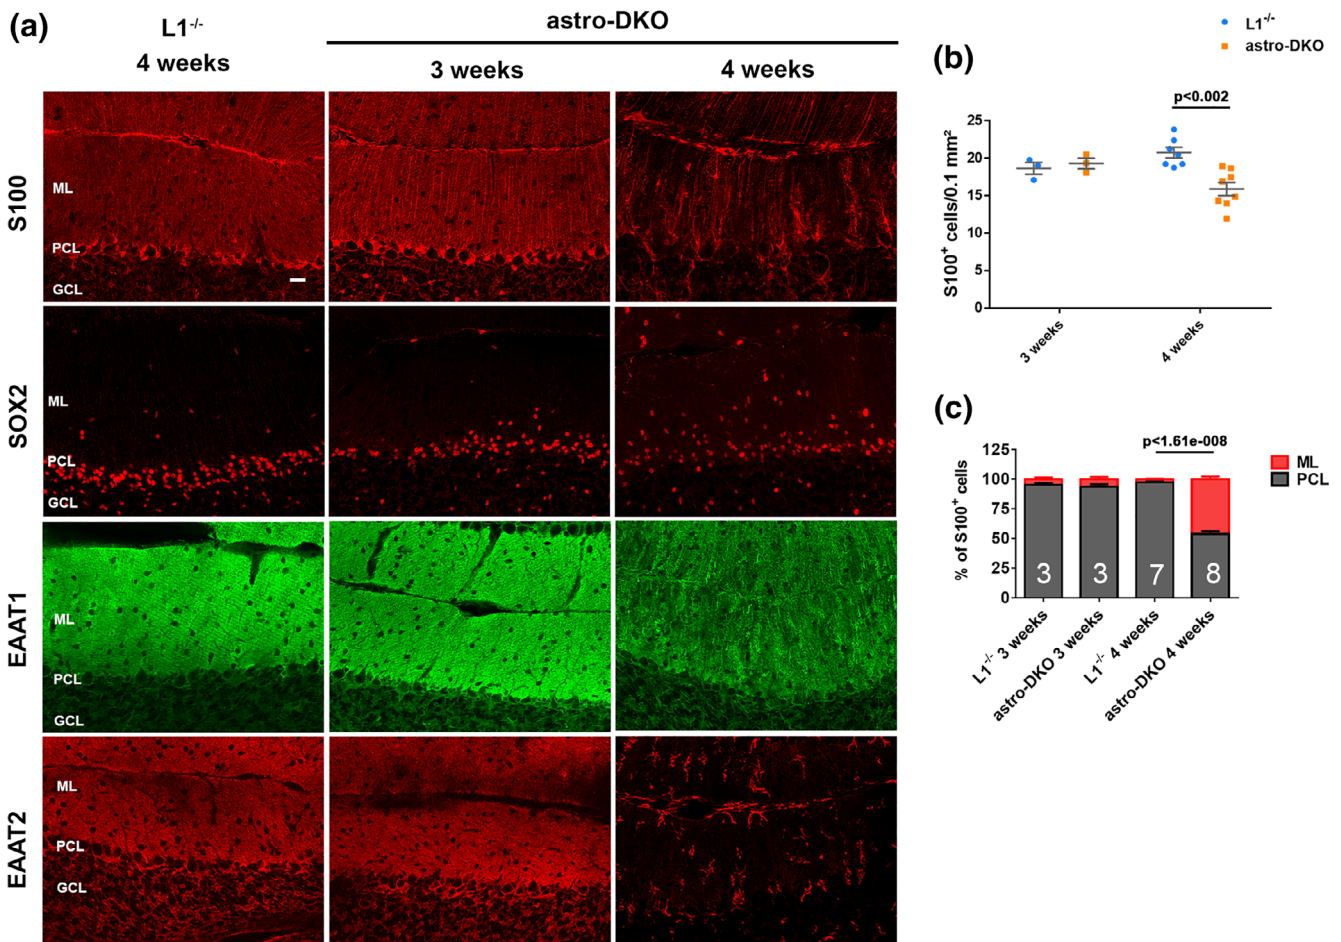 (a)
L1-/-
astro-DKO
4 weeks
3 weeks
4 weeks
S100
ML
PCL
GCL
SOX2
ML
PCL
GCL
EAAT1
ML
PCL
GCL
EAAT2
ML
PCL
GCL
(b)
L1-/-
astro-DKO
p<0.002
S100+ cells/0.1 mm²
25
20
15
10
5
0
3 weeks
4 weeks
(c)
p<1.61e-008
ML
PCL
% of S100+ cells
125
100
75
50
25
0
3
3
7
8
L1-/- 3 weeks
astro-DKO 3 weeks
L1-/- 4 weeks
astro-DKO 4 weeks